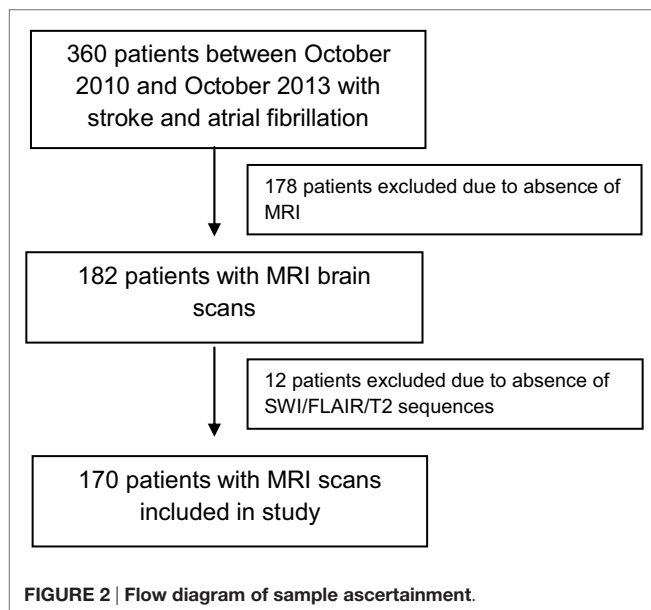 360 patients between October
2010 and October 2013 with
stroke and atrial fibrillation
178 patients excluded due to absence of
MRI
182 patients with MRI brain
scans
12 patients excluded due to absence of
SWI/FLAIR/T2 sequences
170 patients with MRI scans
included in study
FIGURE 2 | Flow diagram of sample ascertainment.